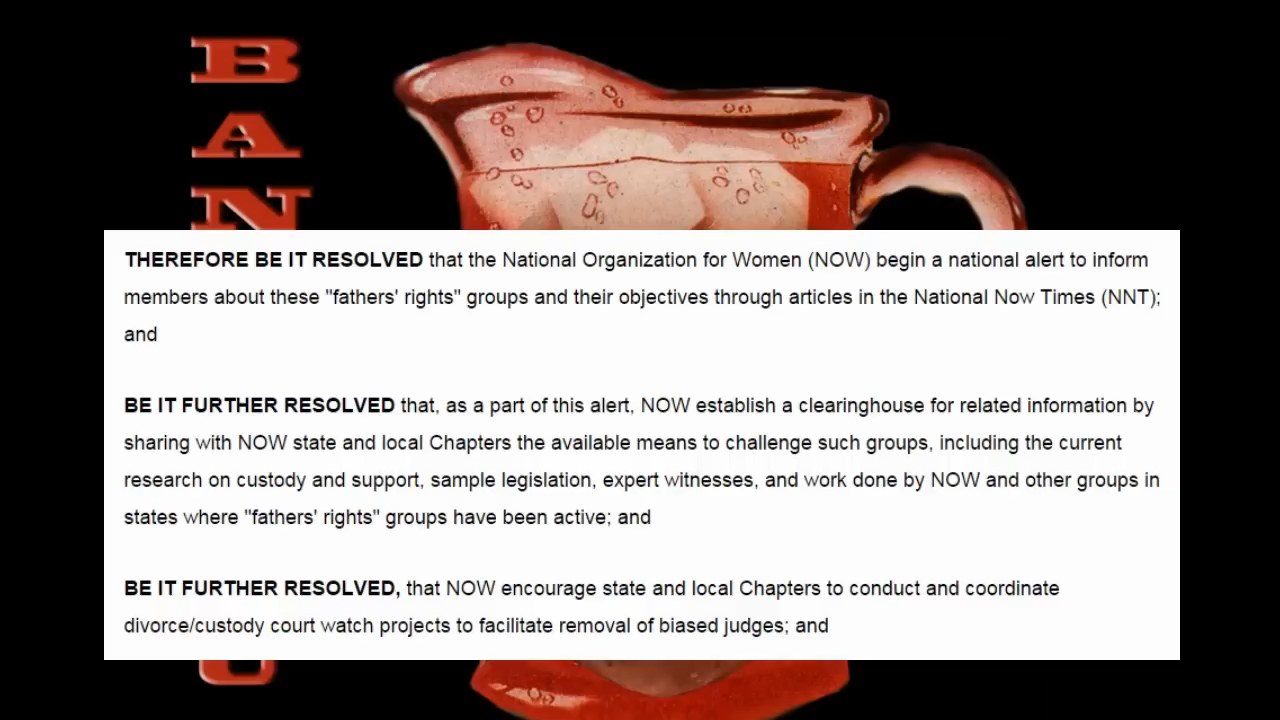 B
A
N
THEREFORE BE IT RESOLVED that the National Organization for Women (NOW) begin a national alert to inform
members about these "fathers' rights" groups and their objectives through articles in the National Now Times (NNT);
and
BE IT FURTHER RESOLVED that, as a part of this alert, NOW establish a clearinghouse for related information by
sharing with NOW state and local Chapters the available means to challenge such groups, including the current
research on custody and support, sample legislation, expert witnesses, and work done by NOW and other groups in
states where "fathers' rights" groups have been active; and
BE IT FURTHER RESOLVED, that NOW encourage state and local Chapters to conduct and coordinate
divorce/custody court watch projects to facilitate removal of biased judges; and